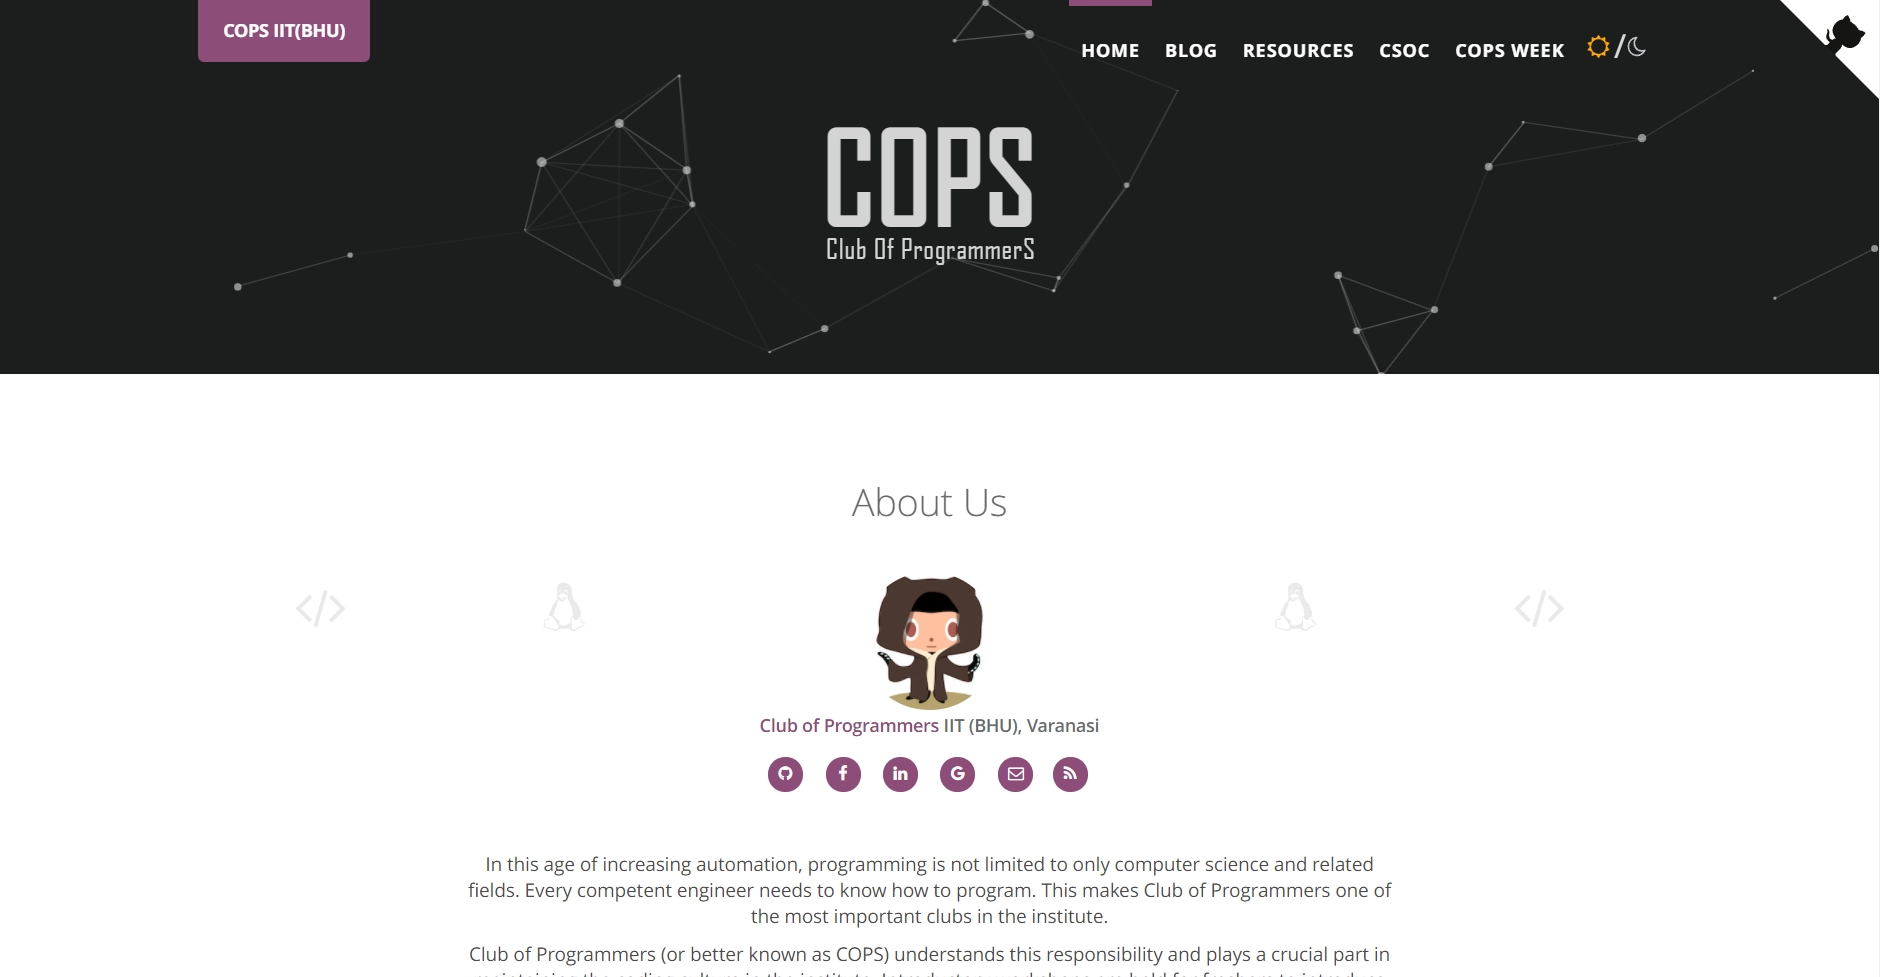 COPS IIT(BHU)
HOME BLOG RESOURCES CSOC COPS WEEK /
COPS
Club Of ProgrammerS
About Us
Club of Programmers IIT (BHU), Varanasi
In this age of increasing automation, programming is not limited to only computer science and related
fields. Every competent engineer needs to know how to program. This makes Club of Programmers one of
the most important clubs in the institute.
Club of Programmers (or better known as COPS) understands this responsibility and plays a crucial part in